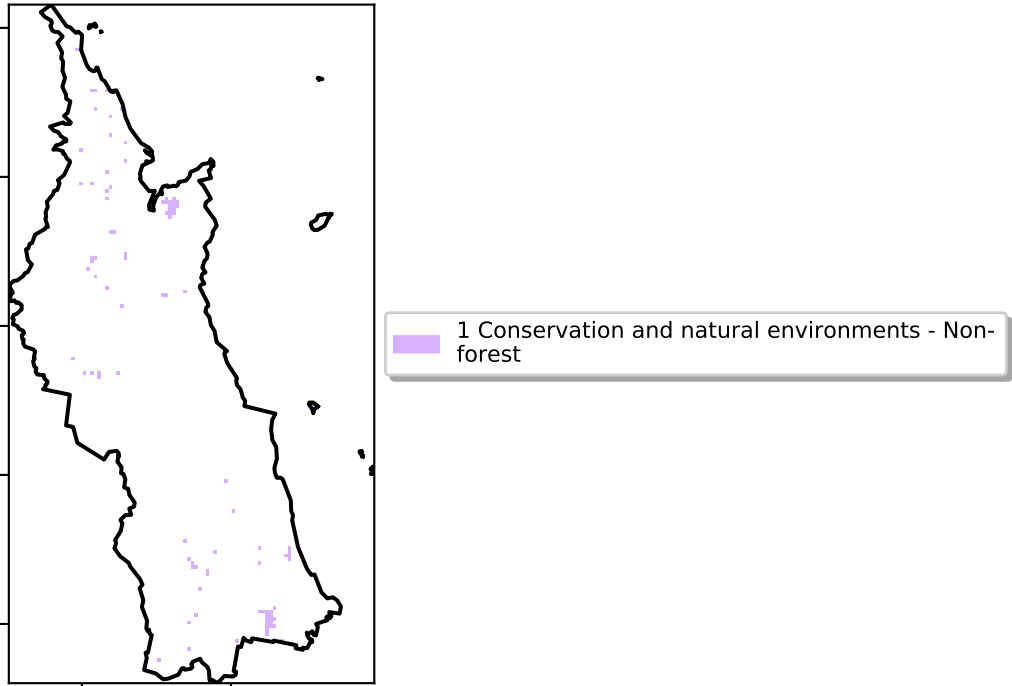 1 Conservation and natural environments - Non-
forest